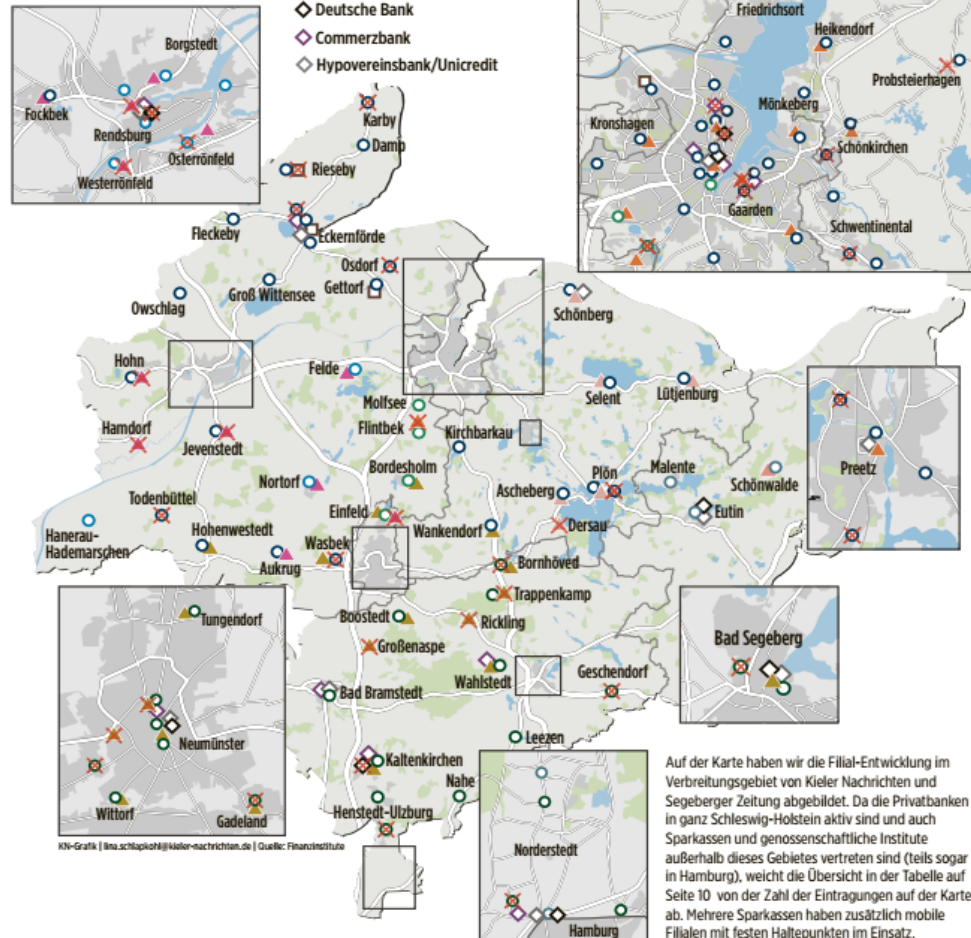 Deutsche Bank
Commerzbank
Hypovereinsbank/Unicredit
Borgstedt
Fockbek
Rendsburg
Osterrönfeld
Westerrönfeld
Friedrichsort
Heikendorf
Probsteierhagen
Mönkeberg
Kronshagen
Schönkirchen
Gaarden
Schwentinental
Karby
Damp
Rieseby
Fleckeby
Eckernförde
Osdorf
Gettorf
Groß Wittensee
Owschlag
Schönberg
Hohn
Felde
Selent
Lütjenburg
Molfsee
Hamdorf
Flintbek
Kirchbarkau
Jevenstedt
Preetz
Bordesholm
Plön
Malente
Nortorf
Schönwalde
Ascheberg
Todenbüttel
Einfeld
Eutin
Hanerau-
Hademarschen
Hohenwestedt
Wankendorf
Dersau
Wasbek
Aukrug
Bornhöved
Trappenkamp
Tungendorf
Boostedt
Rickling
Großenaspe
Bad Segeberg
Wahlstedt
Geschendorf
Bad Bramstedt
Neumünster
Leezen
Kaltenkirchen
Wittorf
Gadeland
Nahe
Henstedt-Ulzburg
KN-Grafik | lina.schlapkohl@kieler-nachrichten.de | Quelle: Finanzinstitute
Norderstedt
Hamburg
Auf der Karte haben wir die Filial-Entwicklung im
Verbreitungsgebiet von Kieler Nachrichten und
Segeberger Zeitung abgebildet. Da die Privatbanken
in ganz Schleswig-Holstein aktiv sind und auch
Sparkassen und genossenschaftliche Institute
außerhalb dieses Gebietes vertreten sind (teils sogar
in Hamburg), weicht die Übersicht in der Tabelle auf
Seite 10 von der Zahl der Eintragungen auf der Karte
ab. Mehrere Sparkassen haben zusätzlich mobile
Filialen mit festen Haltepunkten im Einsatz.